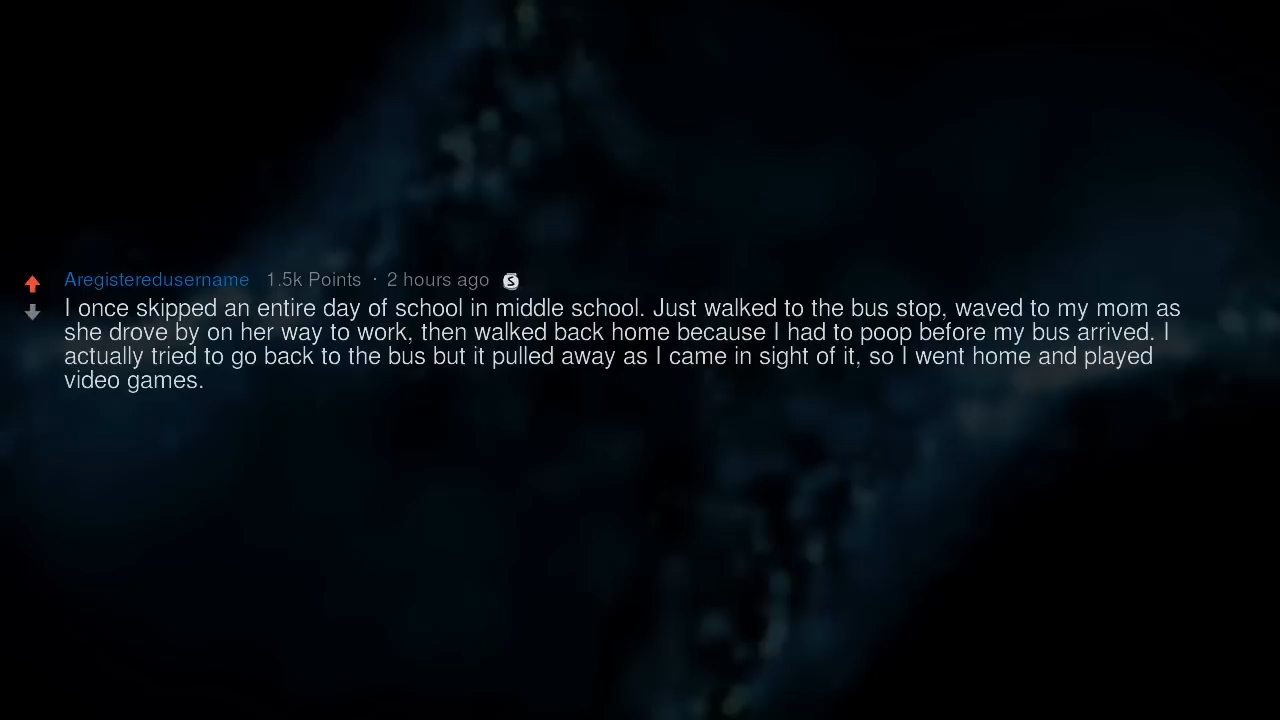 Aregisteredusername 1.5k Points · 2 hours ago S
I once skipped an entire day of school in middle school. Just walked to the bus stop, waved to my mom as
she drove by on her way to work, then walked back home because I had to poop before my bus arrived. I
actually tried to go back to the bus but it pulled away as I came in sight of it, so I went home and played
video games.